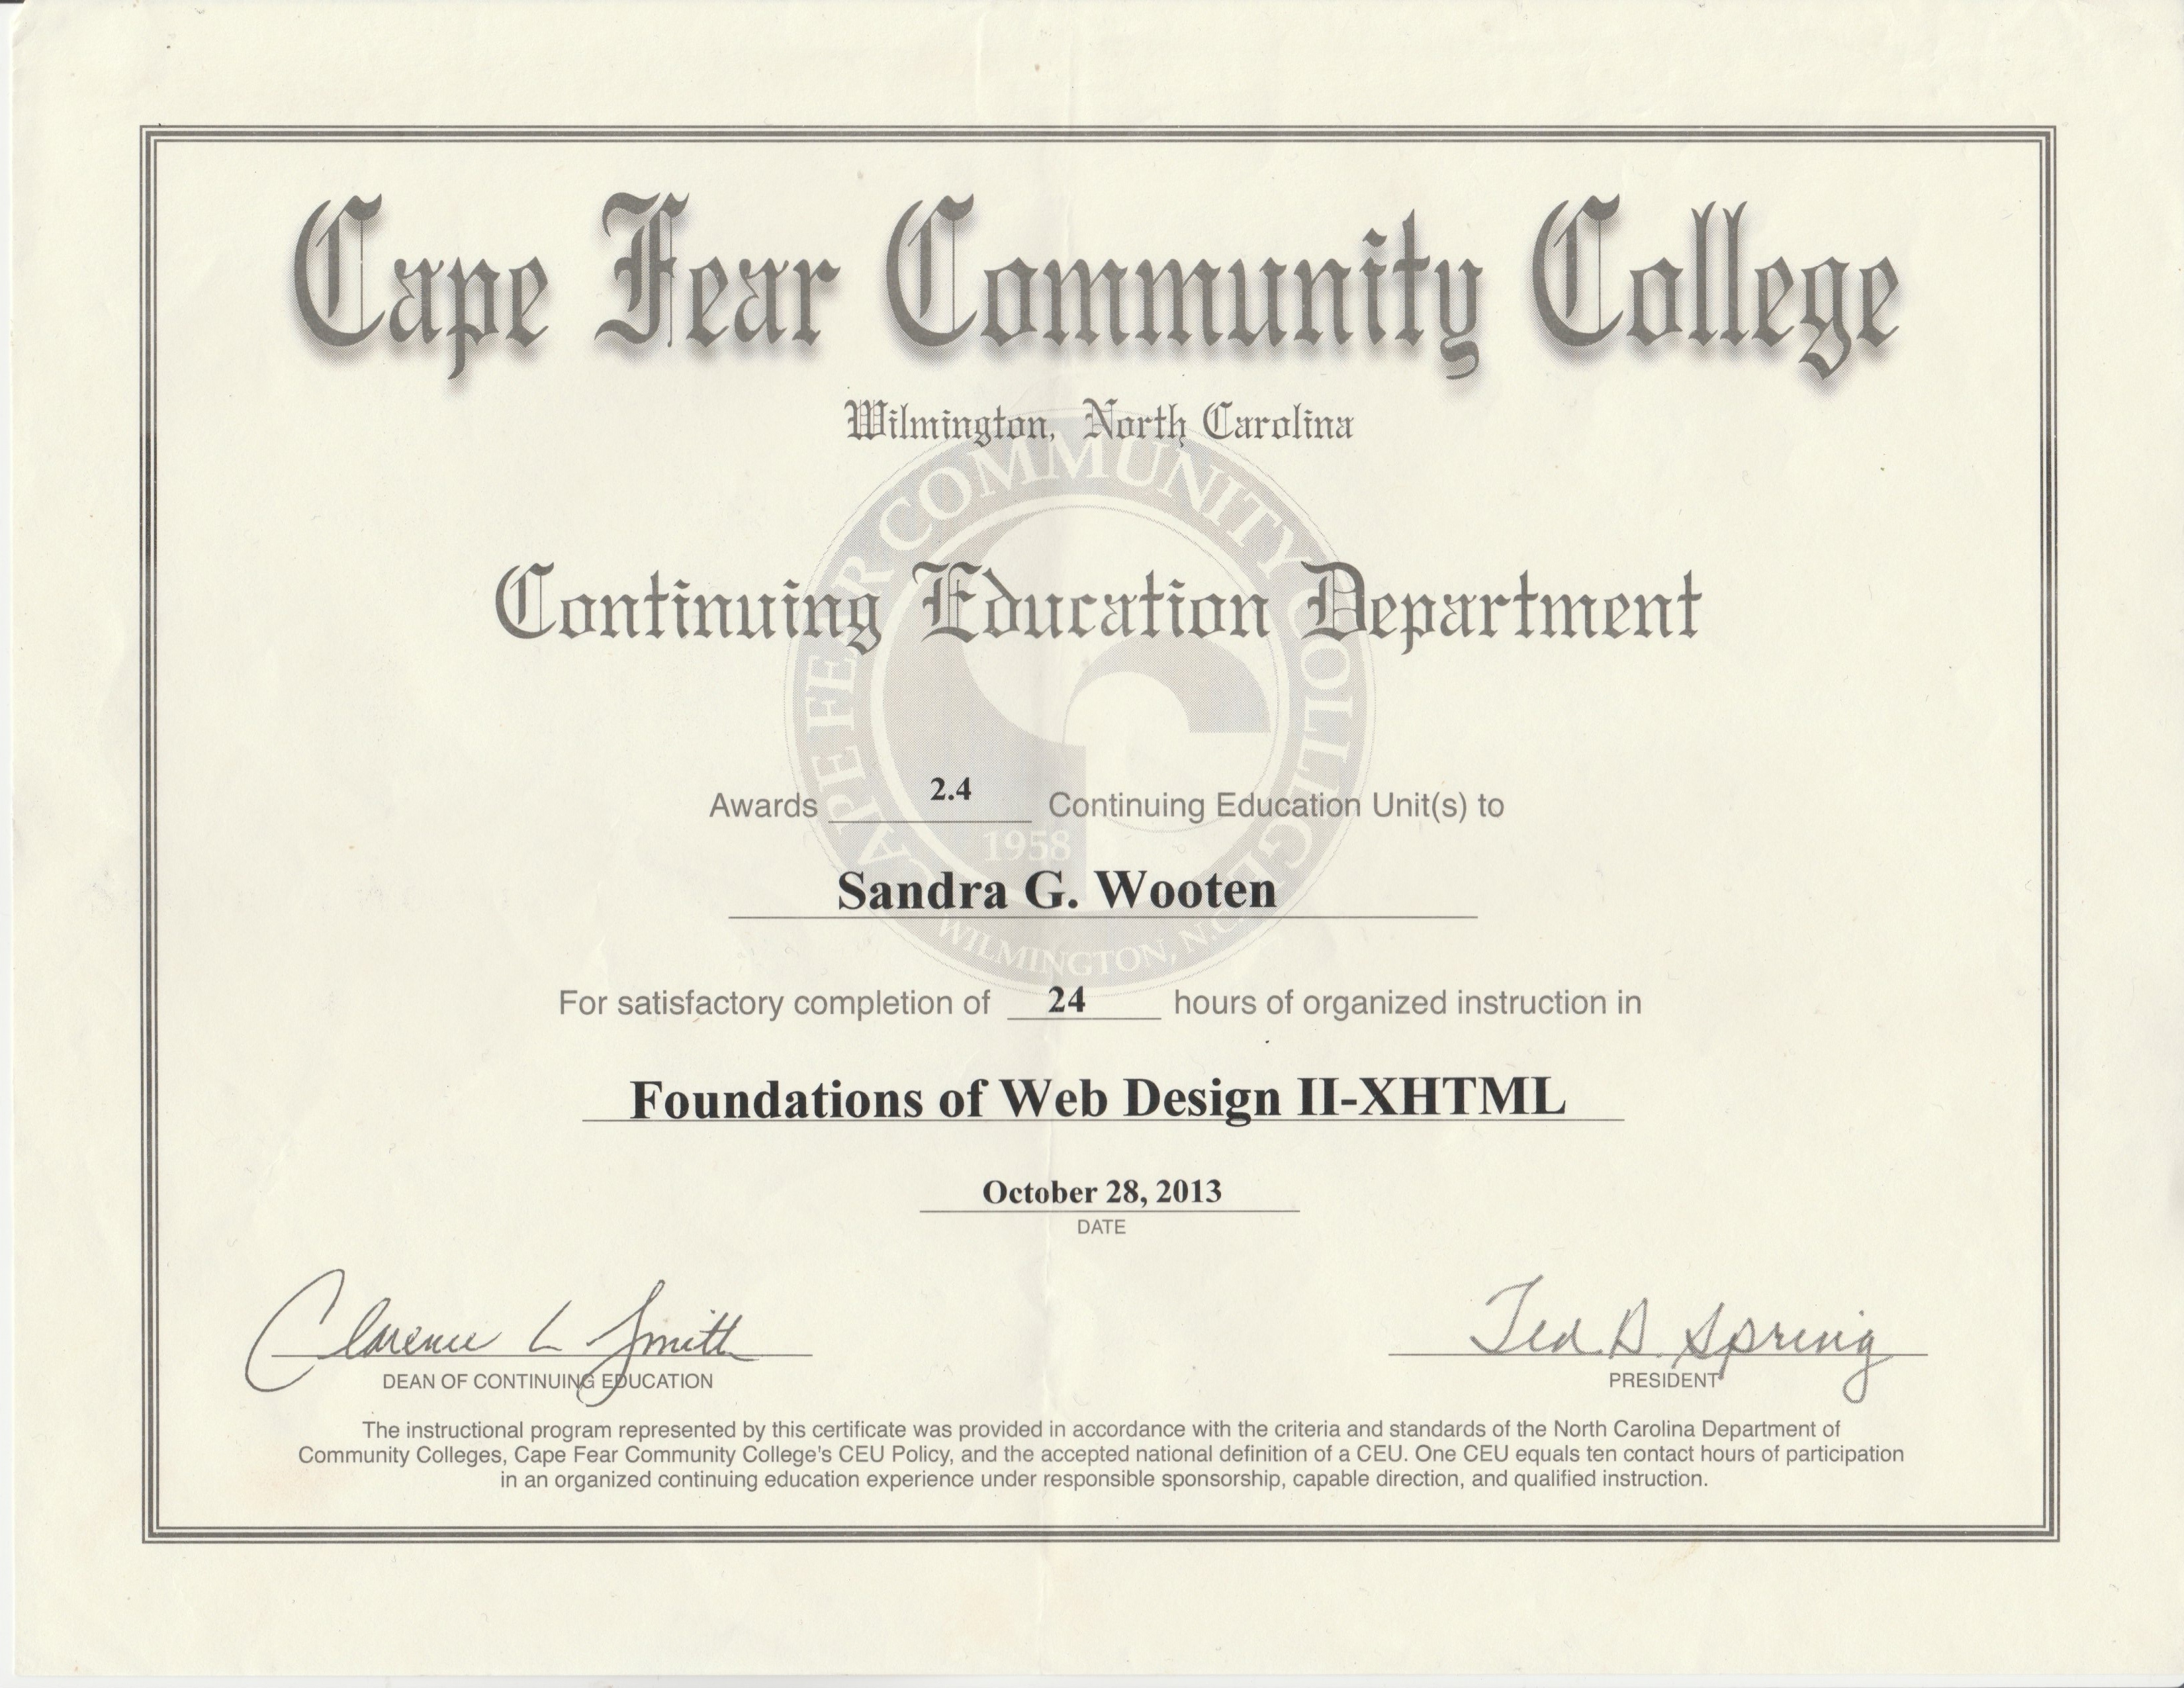 Cape Fear Community College
Wilmington, North Carolina
CAPE FEAR COMMUNITY COLLEGE
Continuing Education Department
Awards 2.4 Continuing Education Unit(s) to
1958
Sandra G. Wooten
WILMINGTON, N.C.
For satisfactory completion of 24 hours of organized instruction in
Foundations of Web Design II-XHTML
October 28, 2013
DATE
Clarence L Smith
Ted D. Spring
DEAN OF CONTINUING EDUCATION
PRESIDENT
The instructional program represented by this certificate was provided in accordance with the criteria and standards of the North Carolina Department of
Community Colleges, Cape Fear Community College's CEU Policy, and the accepted national definition of a CEU. One CEU equals ten contact hours of participation
in an organized continuing education experience under responsible sponsorship, capable direction, and qualified instruction.